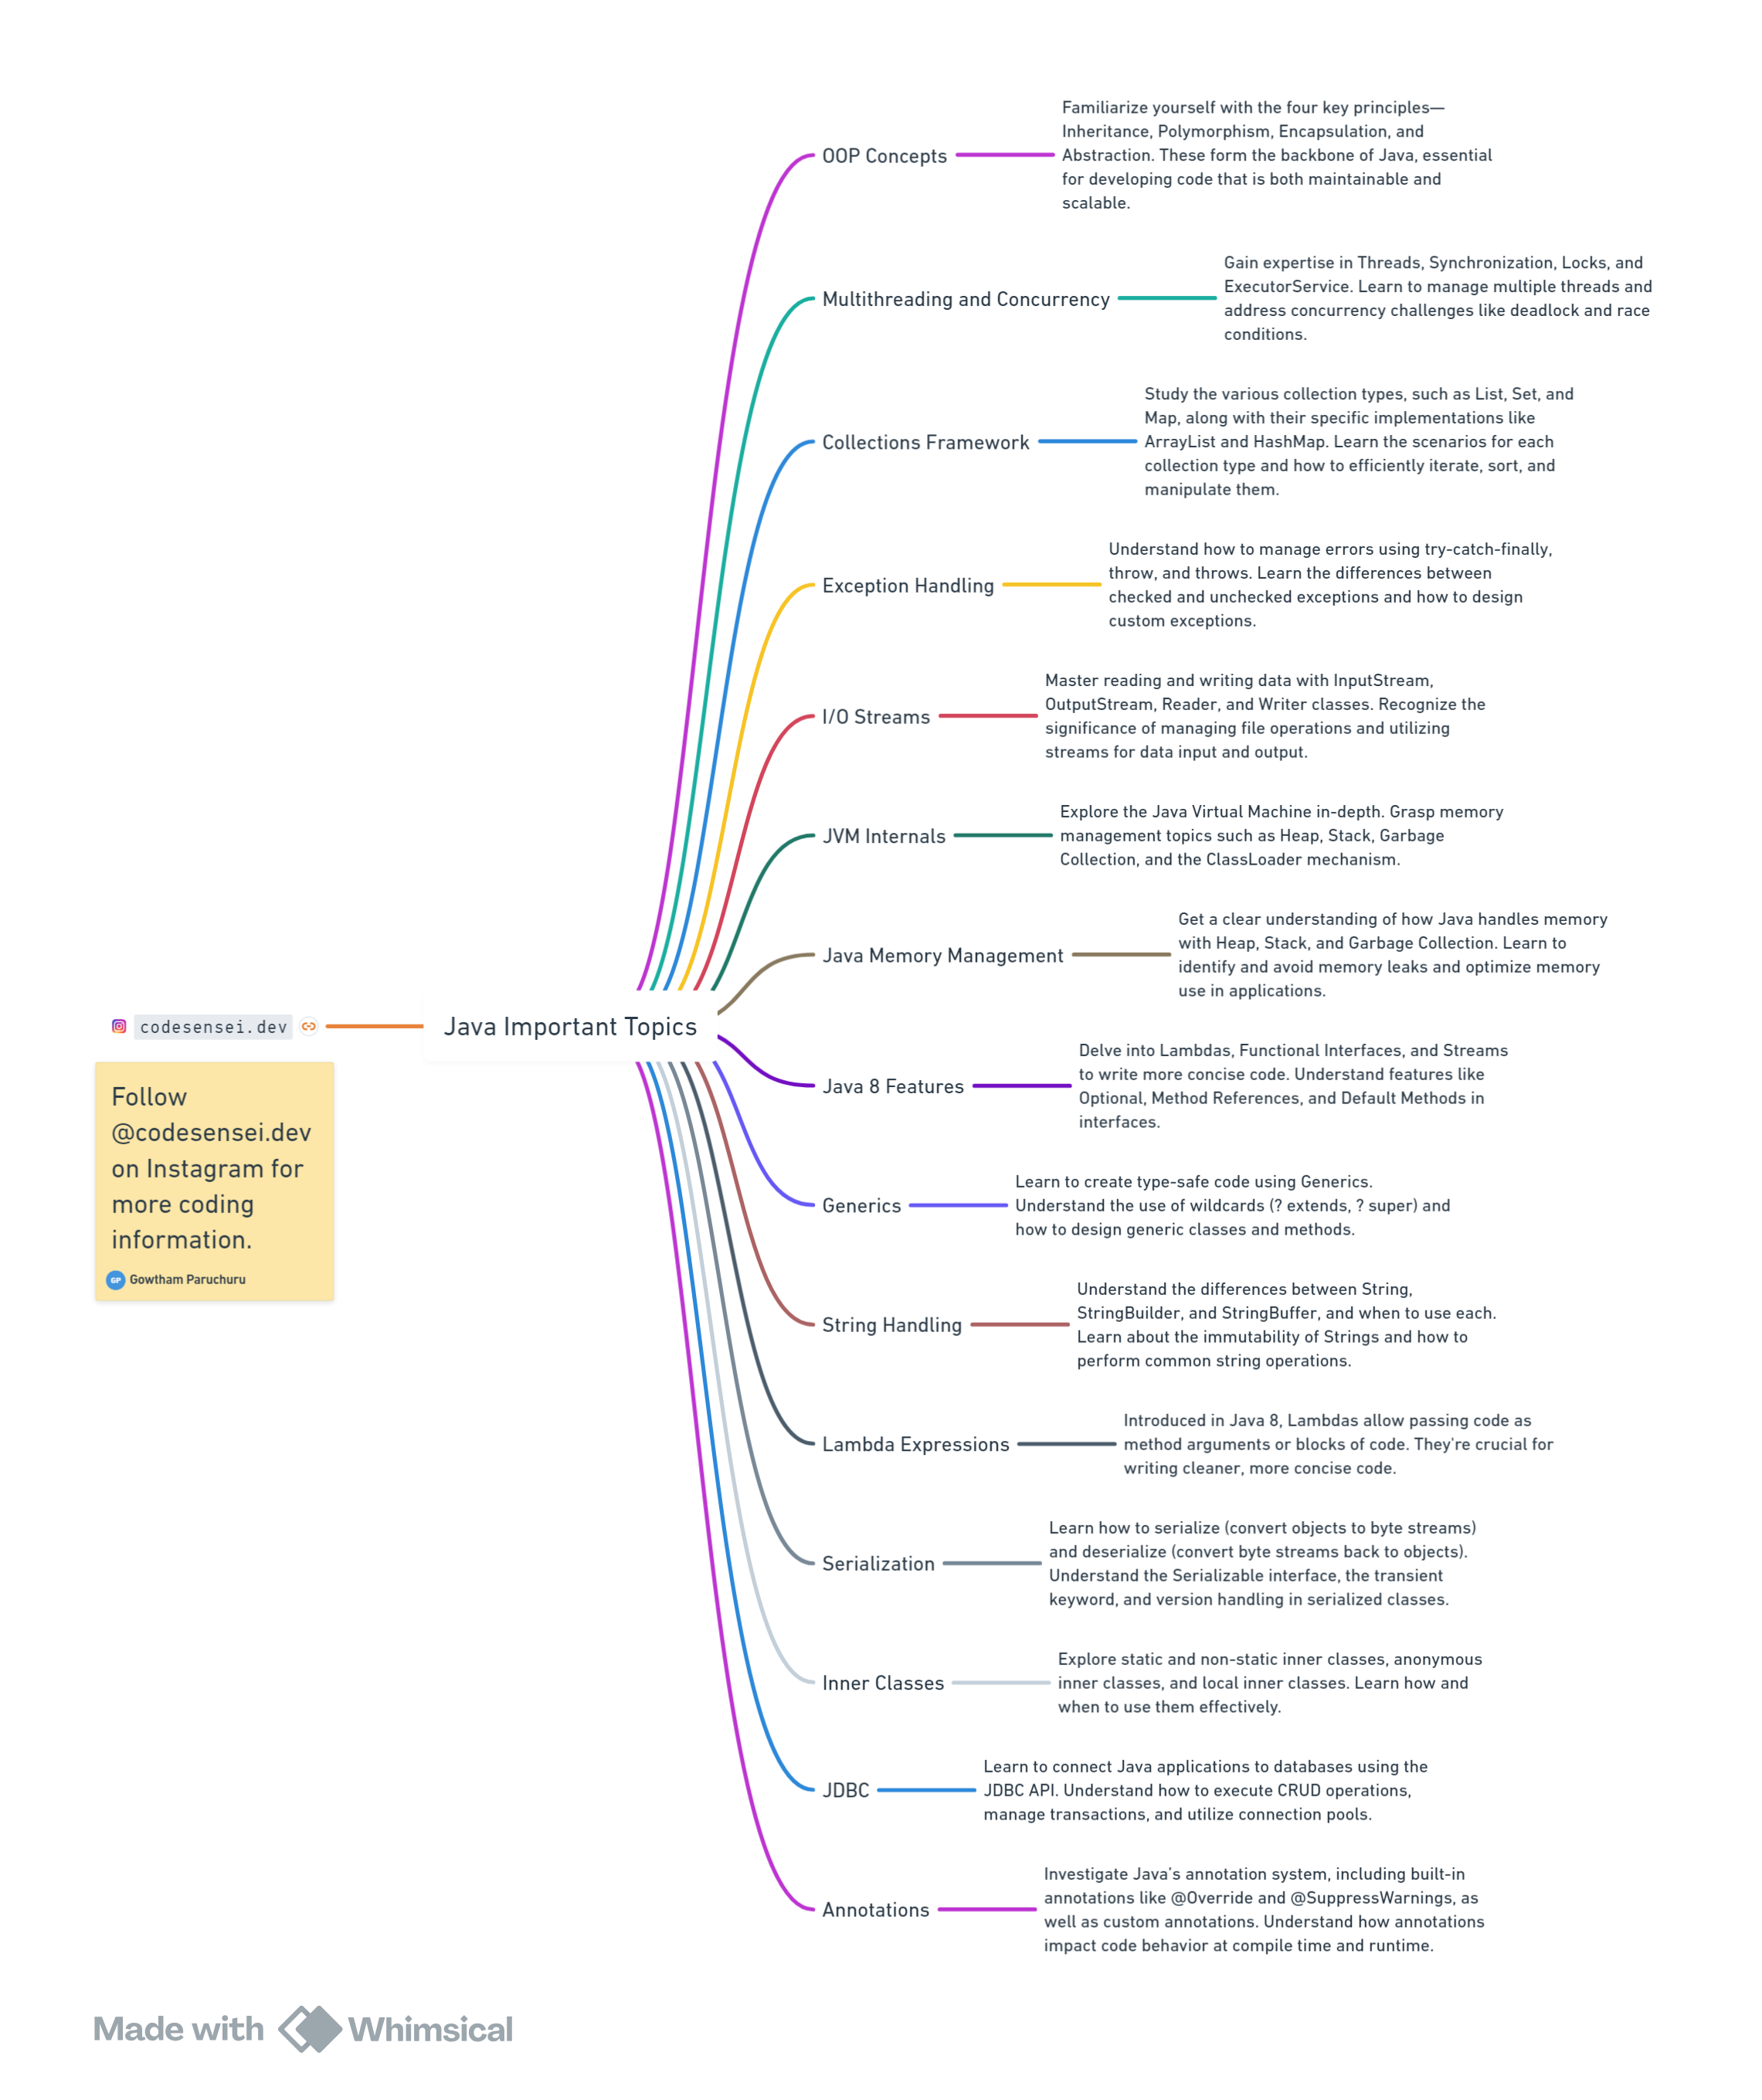 OOP Concepts
Familiarize yourself with the four key principles—
Inheritance, Polymorphism, Encapsulation, and
Abstraction. These form the backbone of Java, essential
for developing code that is both maintainable and
scalable.
Multithreading and Concurrency
Gain expertise in Threads, Synchronization, Locks, and
ExecutorService. Learn to manage multiple threads and
address concurrency challenges like deadlock and race
conditions.
Collections Framework
Study the various collection types, such as List, Set, and
Map, along with their specific implementations like
ArrayList and HashMap. Learn the scenarios for each
collection type and how to efficiently iterate, sort, and
manipulate them.
Exception Handling
Understand how to manage errors using try-catch-finally,
throw, and throws. Learn the differences between
checked and unchecked exceptions and how to design
custom exceptions.
I/O Streams
Master reading and writing data with InputStream,
OutputStream, Reader, and Writer classes. Recognize the
significance of managing file operations and utilizing
streams for data input and output.
JVM Internals
Explore the Java Virtual Machine in-depth. Grasp memory
management topics such as Heap, Stack, Garbage
Collection, and the ClassLoader mechanism.
Java Memory Management
Get a clear understanding of how Java handles memory
with Heap, Stack, and Garbage Collection. Learn to
identify and avoid memory leaks and optimize memory
use in applications.
codesensei.dev
Java Important Topics
Follow
@codesensei.dev
on Instagram for
more coding
information.
GP Gowtham Paruchuru
Java 8 Features
Delve into Lambdas, Functional Interfaces, and Streams
to write more concise code. Understand features like
Optional, Method References, and Default Methods in
interfaces.
Generics
Learn to create type-safe code using Generics.
Understand the use of wildcards (? extends, ? super) and
how to design generic classes and methods.
String Handling
Understand the differences between String,
StringBuilder, and StringBuffer, and when to use each.
Learn about the immutability of Strings and how to
perform common string operations.
Lambda Expressions
Introduced in Java 8, Lambdas allow passing code as
method arguments or blocks of code. They're crucial for
writing cleaner, more concise code.
Serialization
Learn how to serialize (convert objects to byte streams)
and deserialize (convert byte streams back to objects).
Understand the Serializable interface, the transient
keyword, and version handling in serialized classes.
Inner Classes
Explore static and non-static inner classes, anonymous
inner classes, and local inner classes. Learn how and
when to use them effectively.
JDBC
Learn to connect Java applications to databases using the
JDBC API. Understand how to execute CRUD operations,
manage transactions, and utilize connection pools.
Annotations
Investigate Java's annotation system, including built-in
annotations like @Override and @SuppressWarnings, as
well as custom annotations. Understand how annotations
impact code behavior at compile time and runtime.
Made with Whimsical